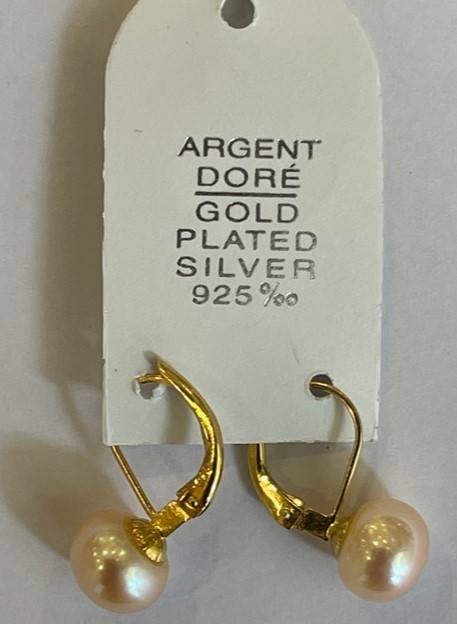 ARGENT
DORÉ
GOLD
PLATED
SILVER
925‰